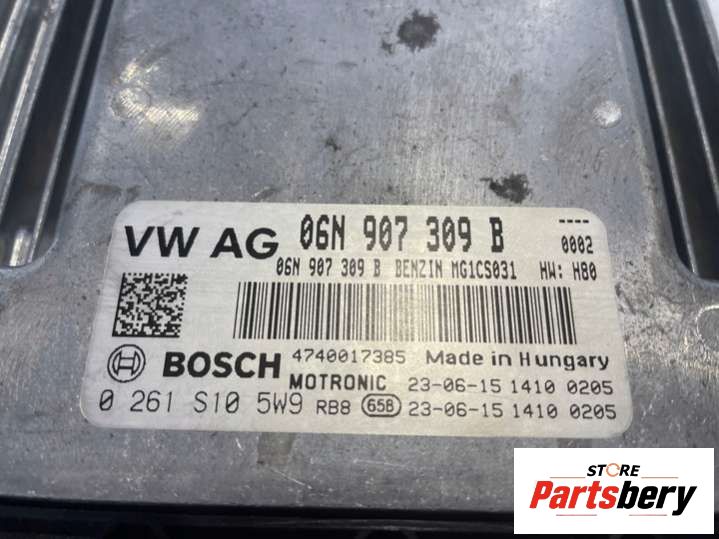 VW AG 06N 907 309 B ----
0002
06N 907 309 B BENZIN MG1CS031 HW: H80
BOSCH 4740017385 Made in Hungary
MOTRONIC 23-06-15 1410 0205
0 261 S10 5W9 RB8 65B 23-06-15 1410 0205
STORE
Partsbery